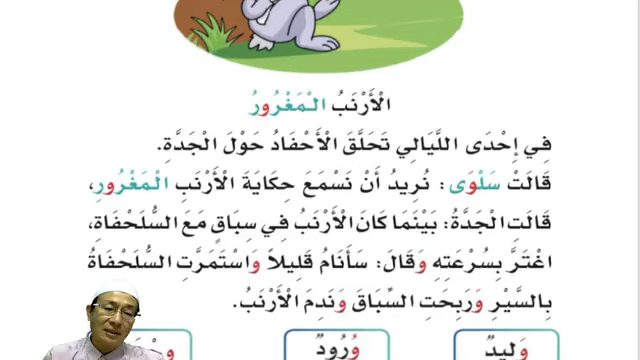 الْأَرْنَبُ الْمَغْرُورُ
فِي إِحْدَى اللَّيَالِي تَحَلَّقَ الْأَحْفَادُ حَوْلَ الْجَدَّةِ.
قَالَتْ سَلْوَى: نُرِيدُ أَنْ نَسْمَعَ حِكَايَةَ الْأَرْنَبِ الْمَغْرُورِ،
قَالَتِ الْجَدَّةُ: بَيْنَمَا كَانَ الْأَرْنَبُ فِي سِبَاقٍ مَعَ السُّلَحْفَاةِ،
اغْتَرَّ بِسُرْعَتِهِ وَقَالَ: سَأَنَامُ قَلِيلاً وَاسْتَمَرَّتِ السُّلَحْفَاةُ
بِالسَّيْرِ وَرَبِحَتِ السِّبَاقَ وَنَدِمَ الْأَرْنَبُ.
وَلِيدٌ وُرُودٌ